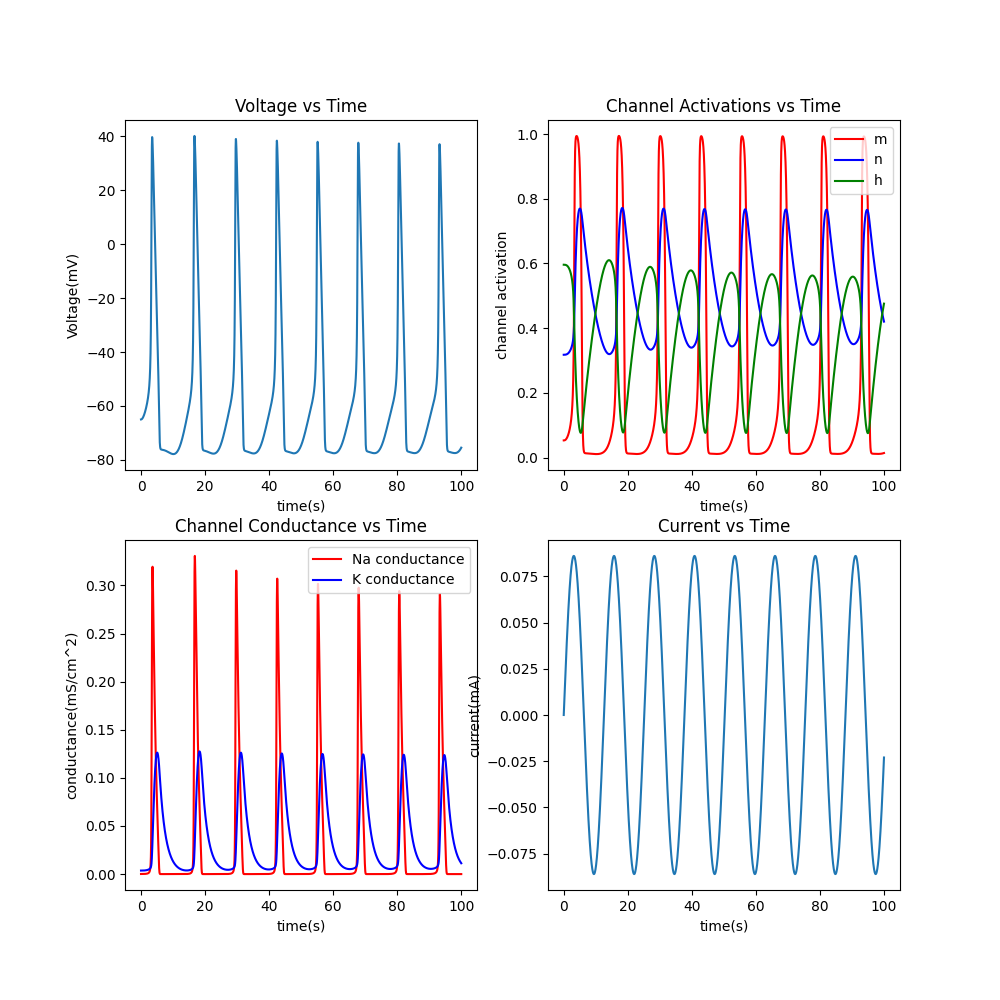 Voltage vs Time
Voltage(mV)
40
20
0
−20
−40
−60
−80
0 20 40 60 80 100
time(s)
Channel Activations vs Time
channel activation
1.0
0.8
0.6
0.4
0.2
0.0
m
n
h
0 20 40 60 80 100
time(s)
Channel Conductance vs Time
conductance(mS/cm^2)
0.30
0.25
0.20
0.15
0.10
0.05
0.00
Na conductance
K conductance
0 20 40 60 80 100
time(s)
Current vs Time
current(mA)
0.075
0.050
0.025
0.000
−0.025
−0.050
−0.075
0 20 40 60 80 100
time(s)